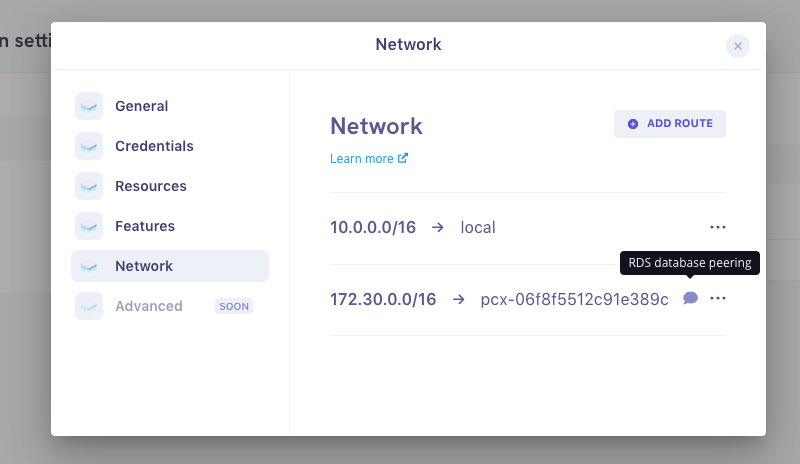 n setti
Network
General
Credentials
Resources
Features
Network
Advanced SOON
Network
ADD ROUTE
Learn more
10.0.0.0/16 → local
RDS database peering
172.30.0.0/16 → pcx-06f8f5512c91e389c